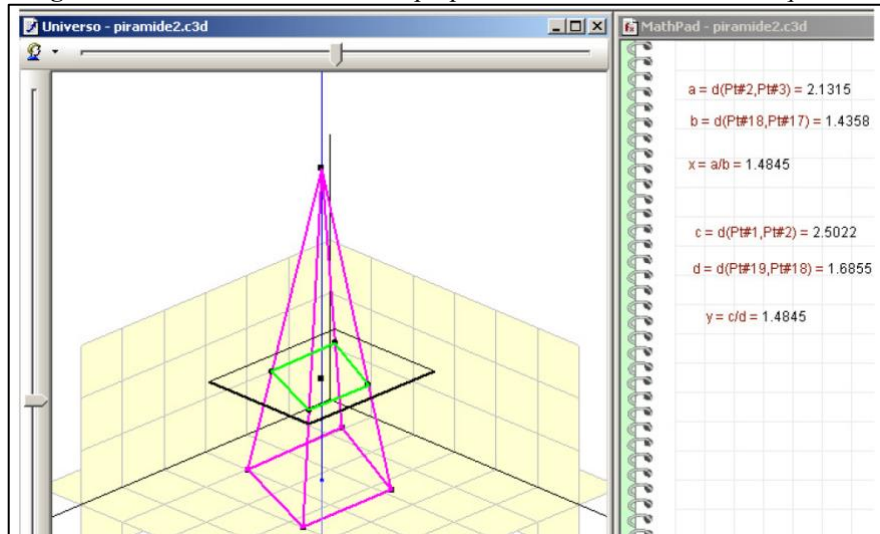 Universo - piramide2.c3d
MathPad - piramide2.c3d
a = d(Pt#2,Pt#3) = 2.1315
b = d(Pt#18,Pt#17) = 1.4358
x = a/b = 1.4845
c = d(Pt#1,Pt#2) = 2.5022
d = d(Pt#19,Pt#18) = 1.6855
y = c/d = 1.4845